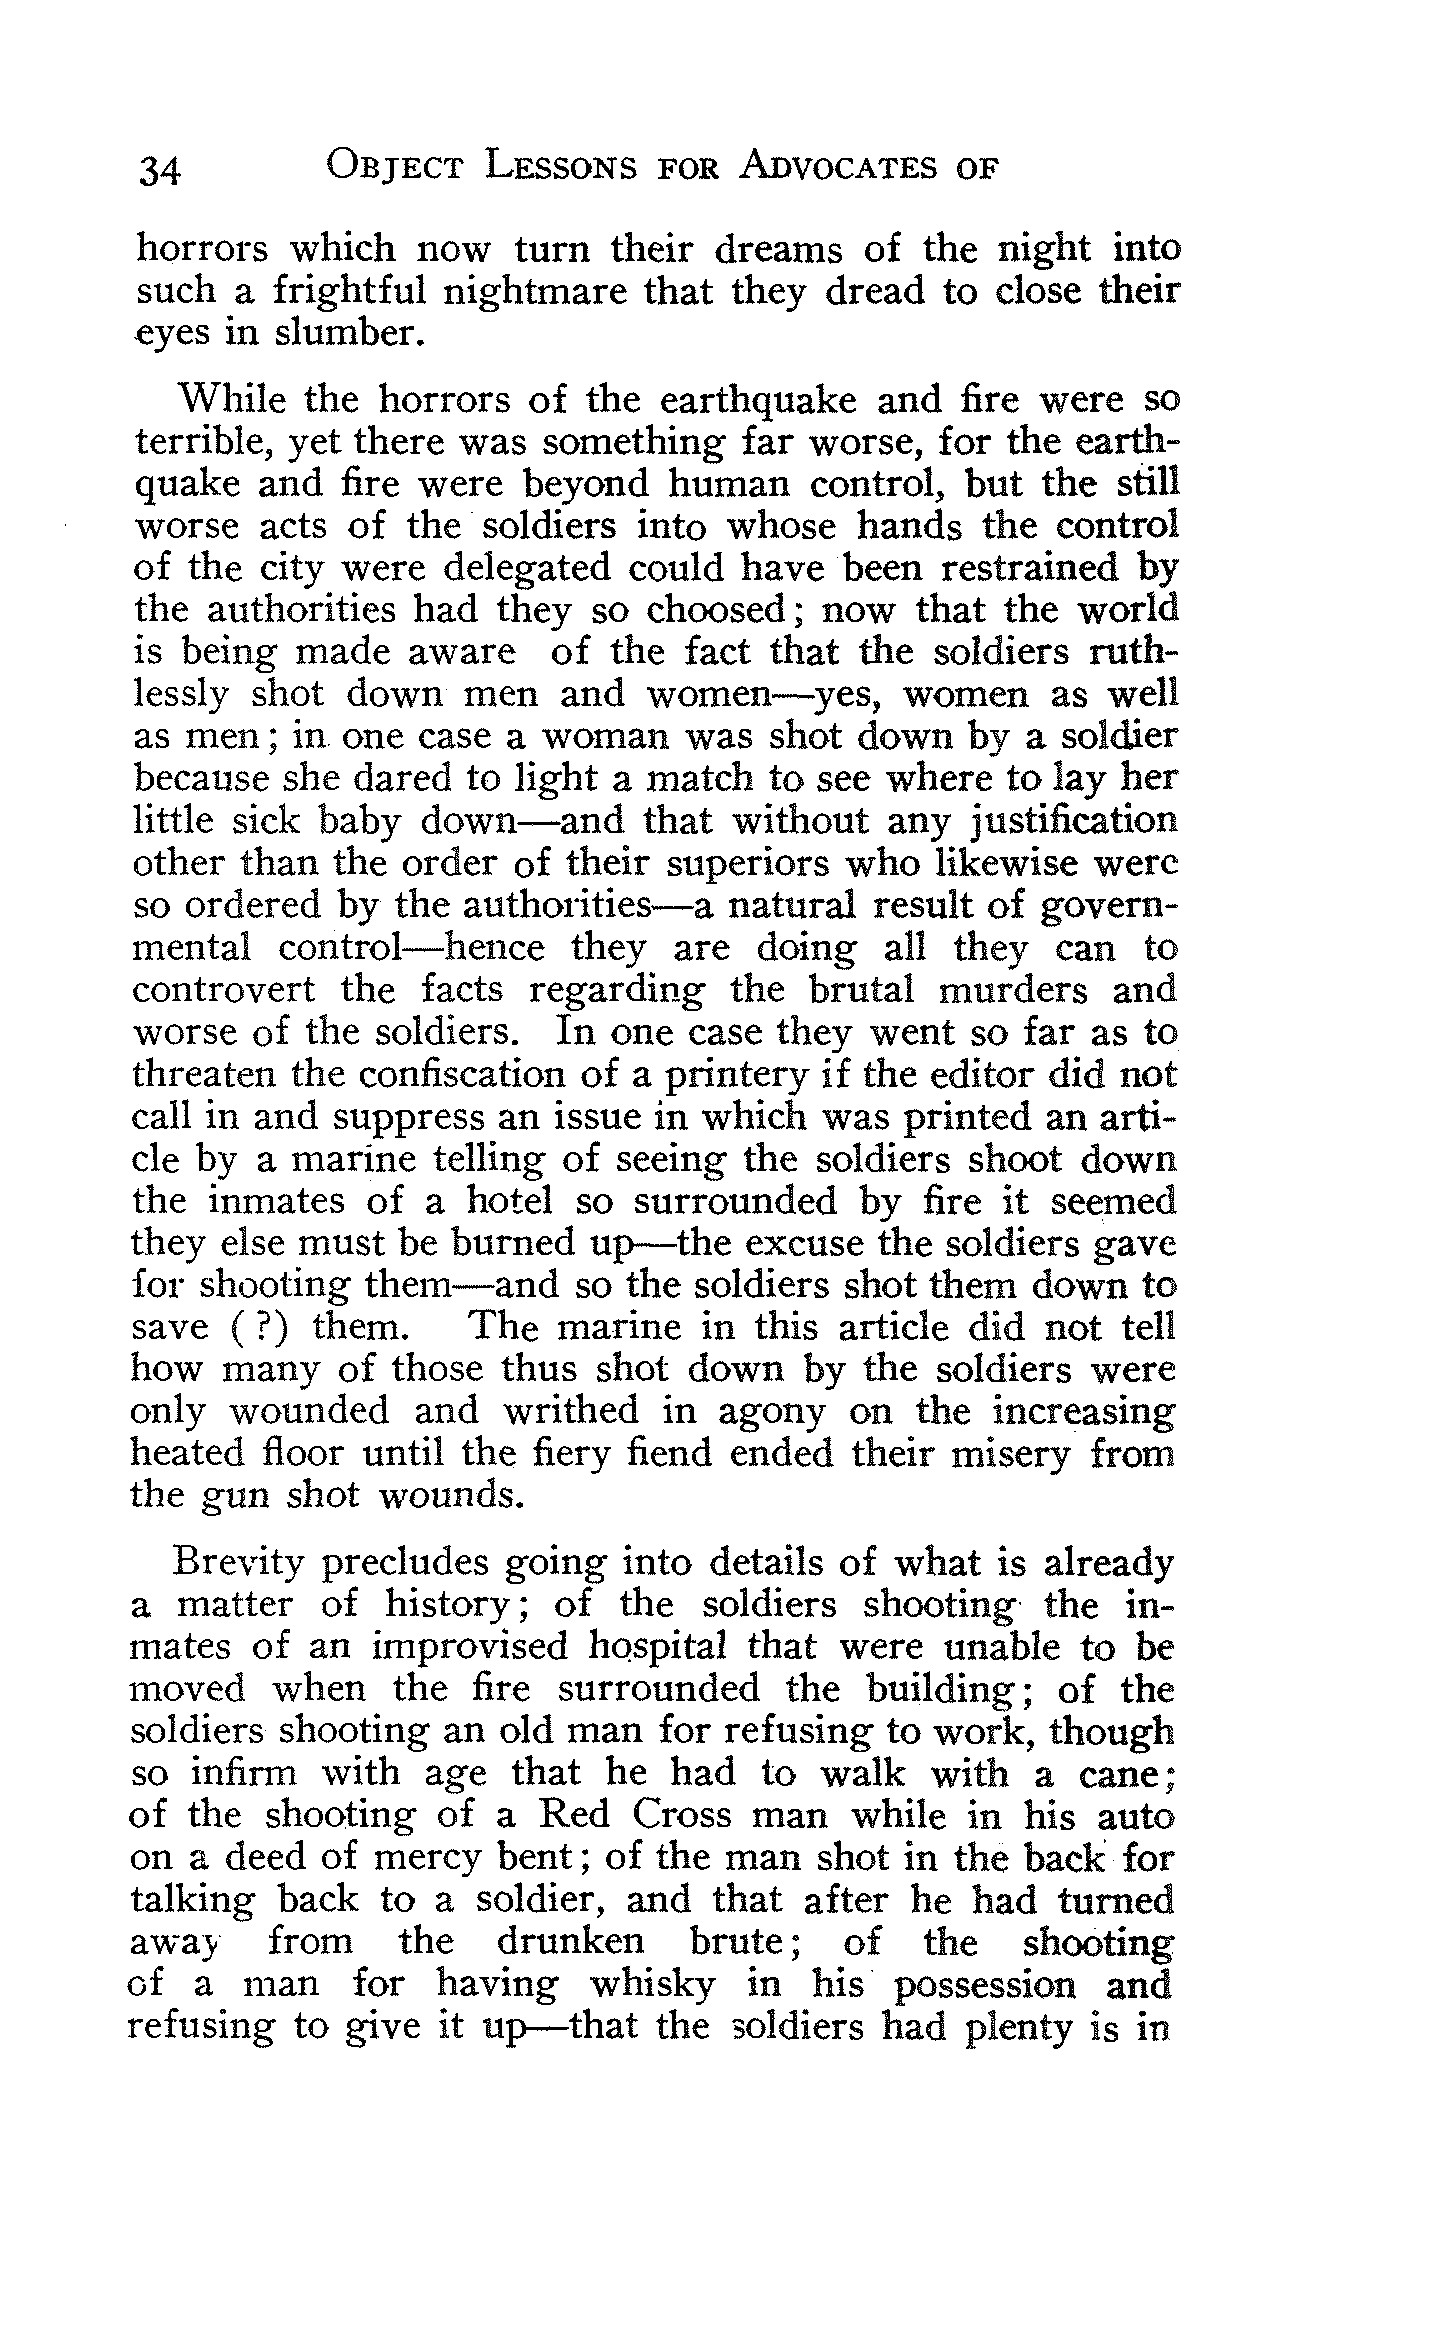 34 OBJECT LESSONS FOR ADVOCATES OF
horrors which now turn their dreams of the night into
such a frightful nightmare that they dread to close their
eyes in slumber.
While the horrors of the earthquake and fire were so
terrible, yet there was something far worse, for the earth-
quake and fire were beyond human control, but the still
worse acts of the soldiers into whose hands the control
of the city were delegated could have been restrained by
the authorities had they so choosed; now that the world
is being made aware of the fact that the soldiers ruth-
lessly shot down men and women—yes, women as well
as men; in one case a woman was shot down by a soldier
because she dared to light a match to see where to lay her
little sick baby down—and that without any justification
other than the order of their superiors who likewise were
so ordered by the authorities—a natural result of govern-
mental control—hence they are doing all they can to
controvert the facts regarding the brutal murders and
worse of the soldiers. In one case they went so far as to
threaten the confiscation of a printery if the editor did not
call in and suppress an issue in which was printed an arti-
cle by a marine telling of seeing the soldiers shoot down
the inmates of a hotel so surrounded by fire it seemed
they else must be burned up—the excuse the soldiers gave
for shooting them—and so the soldiers shot them down to
save (?) them. The marine in this article did not tell
how many of those thus shot down by the soldiers were
only wounded and writhed in agony on the increasing
heated floor until the fiery fiend ended their misery from
the gun shot wounds.
Brevity precludes going into details of what is already
a matter of history; of the soldiers shooting the in-
mates of an improvised hospital that were unable to be
moved when the fire surrounded the building; of the
soldiers shooting an old man for refusing to work, though
so infirm with age that he had to walk with a cane;
of the shooting of a Red Cross man while in his auto
on a deed of mercy bent; of the man shot in the back for
talking back to a soldier, and that after he had turned
away from the drunken brute; of the shooting
of a man for having whisky in his possession and
refusing to give it up—that the soldiers had plenty is in